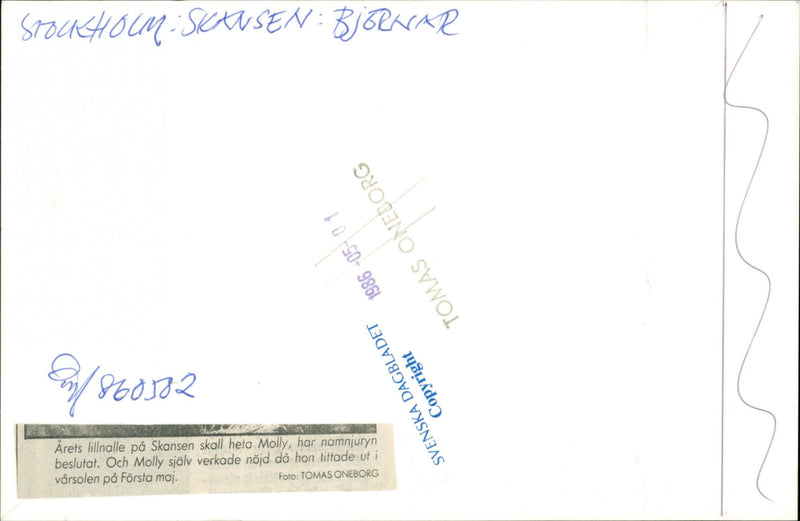 STOCKHOLM: SKANSEN: BJÖRNAR
TOMAS ONEBORG
1986-05-01
SVENSKA DAGBLADET
Copyright
/860502
Årets lillnalle på Skansen skall heta Molly, har namnjuryn
beslutat. Och Molly själv verkade nöjd då hon tittade ut i
vårsolen på Första maj.
Foto: TOMAS ONEBORG